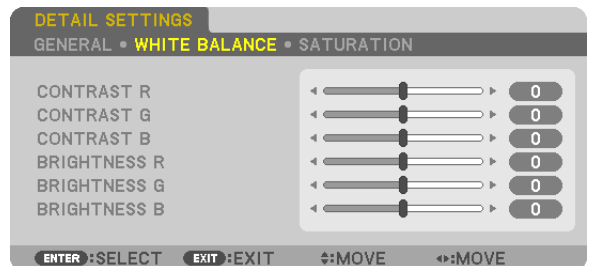 DETAIL SETTINGS
GENERAL • WHITE BALANCE • SATURATION
CONTRAST R 0
CONTRAST G 0
CONTRAST B 0
BRIGHTNESS R 0
BRIGHTNESS G 0
BRIGHTNESS B 0
ENTER :SELECT EXIT :EXIT :MOVE :MOVE